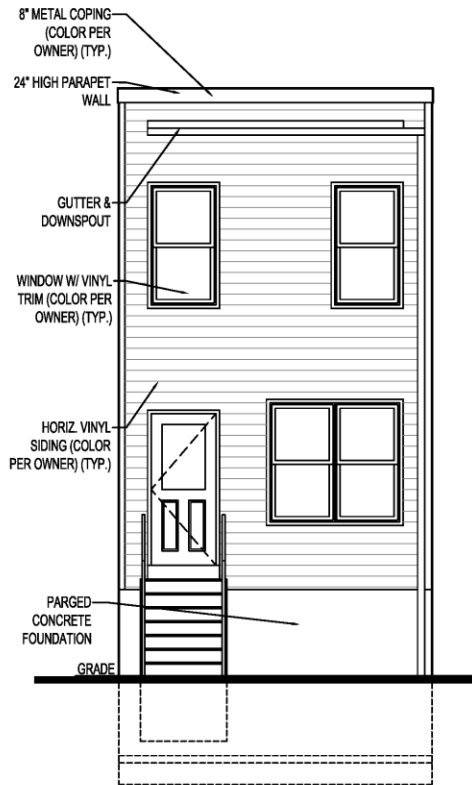 8" METAL COPING
(COLOR PER
OWNER) (TYP.)
24" HIGH PARAPET
WALL
GUTTER &
DOWNSPOUT
WINDOW W/ VINYL
TRIM (COLOR PER
OWNER) (TYP.)
HORIZ. VINYL
SIDING (COLOR
PER OWNER) (TYP.)
PARGED
CONCRETE
FOUNDATION
GRADE